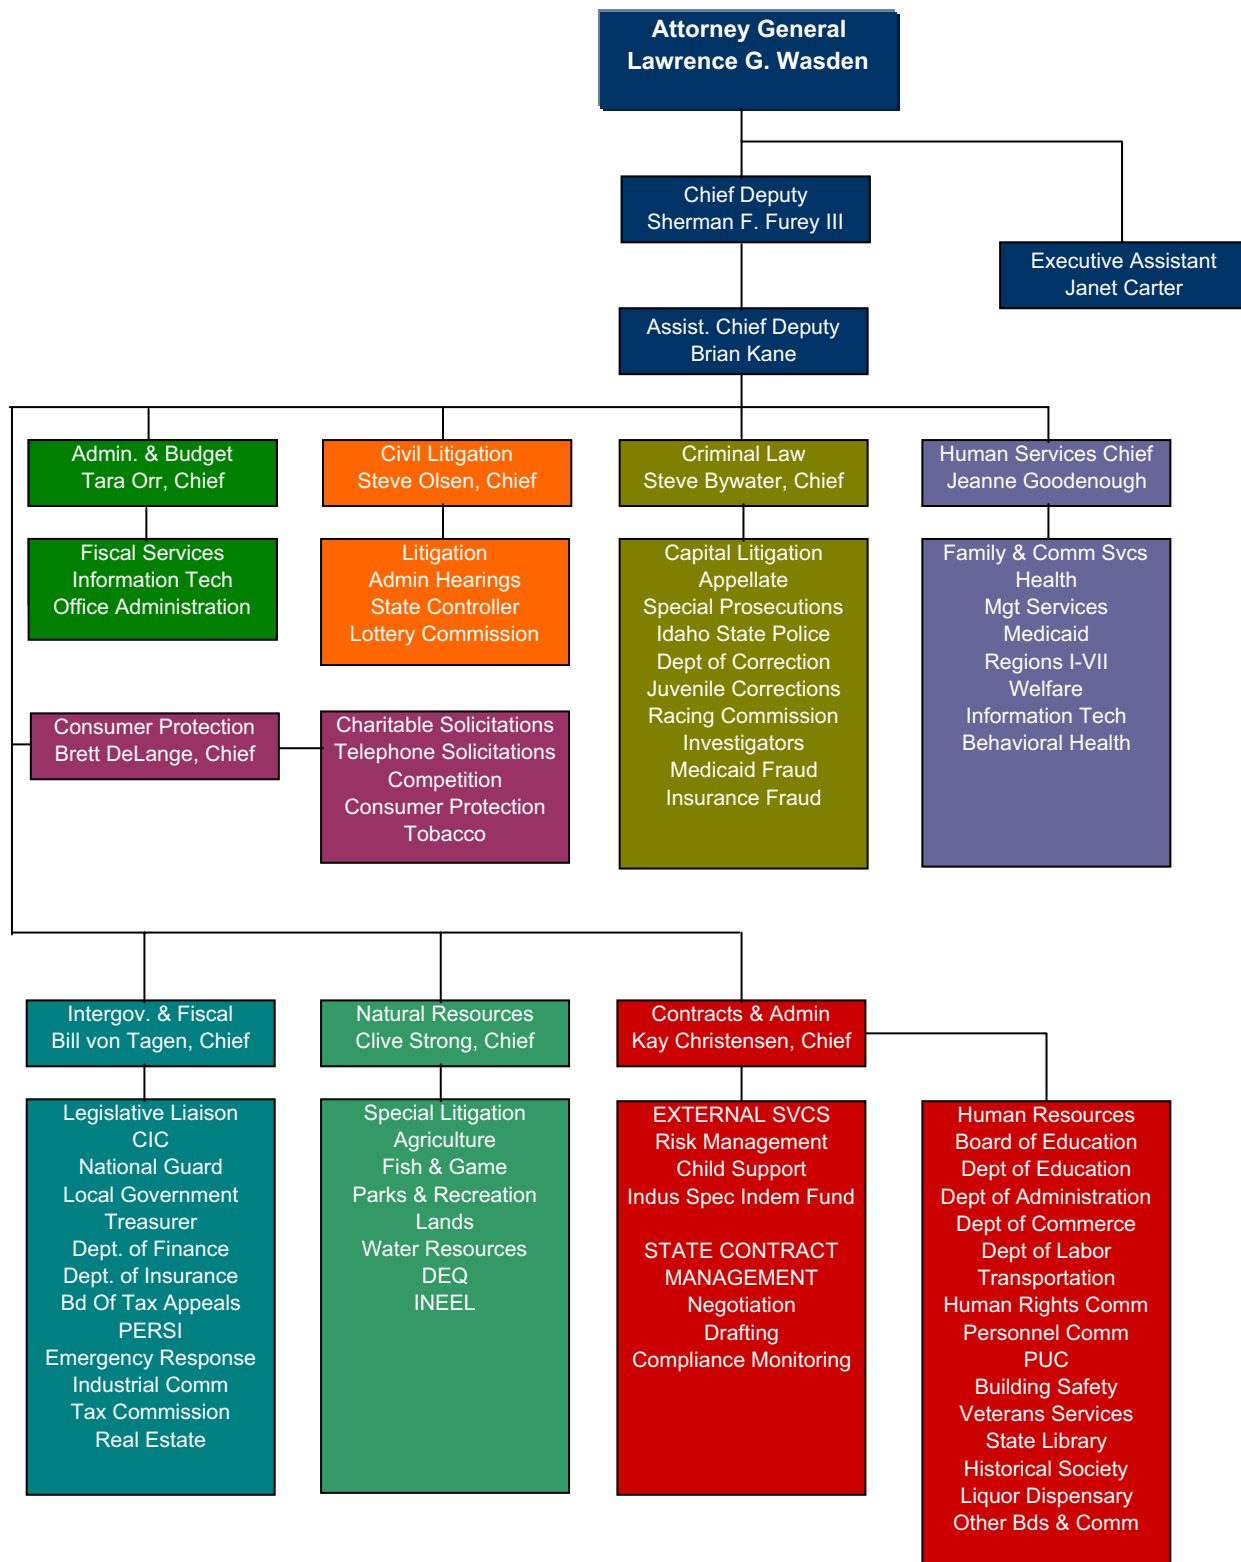 Attorney General
Lawrence G. Wasden
Chief Deputy
Sherman F. Furey III
Executive Assistant
Janet Carter
Assist. Chief Deputy
Brian Kane
Admin. & Budget
Tara Orr, Chief
Civil Litigation
Steve Olsen, Chief
Criminal Law
Steve Bywater, Chief
Human Services Chief
Jeanne Goodenough
Fiscal Services
Information Tech
Office Administration
Litigation
Admin Hearings
State Controller
Lottery Commission
Capital Litigation
Appellate
Special Prosecutions
Idaho State Police
Dept of Correction
Juvenile Corrections
Racing Commission
Investigators
Medicaid Fraud
Insurance Fraud
Family & Comm Svcs
Health
Mgt Services
Medicaid
Regions I-VII
Welfare
Information Tech
Behavioral Health
Consumer Protection
Brett DeLange, Chief
Charitable Solicitations
Telephone Solicitations
Competition
Consumer Protection
Tobacco
Intergov. & Fiscal
Bill von Tagen, Chief
Natural Resources
Clive Strong, Chief
Contracts & Admin
Kay Christensen, Chief
Legislative Liaison
CIC
National Guard
Local Government
Treasurer
Dept. of Finance
Dept. of Insurance
Bd Of Tax Appeals
PERSI
Emergency Response
Industrial Comm
Tax Commission
Real Estate
Special Litigation
Agriculture
Fish & Game
Parks & Recreation
Lands
Water Resources
DEQ
INEEL
EXTERNAL SVCS
Risk Management
Child Support
Indus Spec Indem Fund
STATE CONTRACT
MANAGEMENT
Negotiation
Drafting
Compliance Monitoring
Human Resources
Board of Education
Dept of Education
Dept of Administration
Dept of Commerce
Dept of Labor
Transportation
Human Rights Comm
Personnel Comm
PUC
Building Safety
Veterans Services
State Library
Historical Society
Liquor Dispensary
Other Bds & Comm